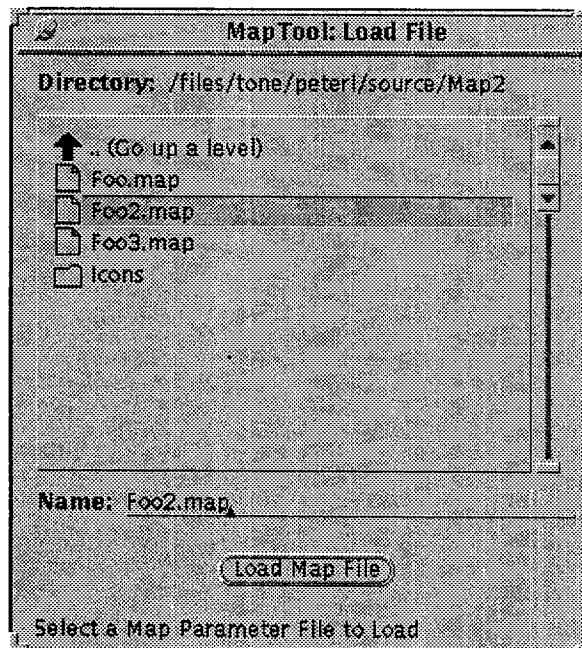 MapTool: Load File
Directory: /files/tone/peterl/source/Map2
.. (Go up a level)
Foo.map
Foo2.map
Foo3.map
Icons
Name: Foo2.map
Load Map File
Select a Map Parameter File to Load